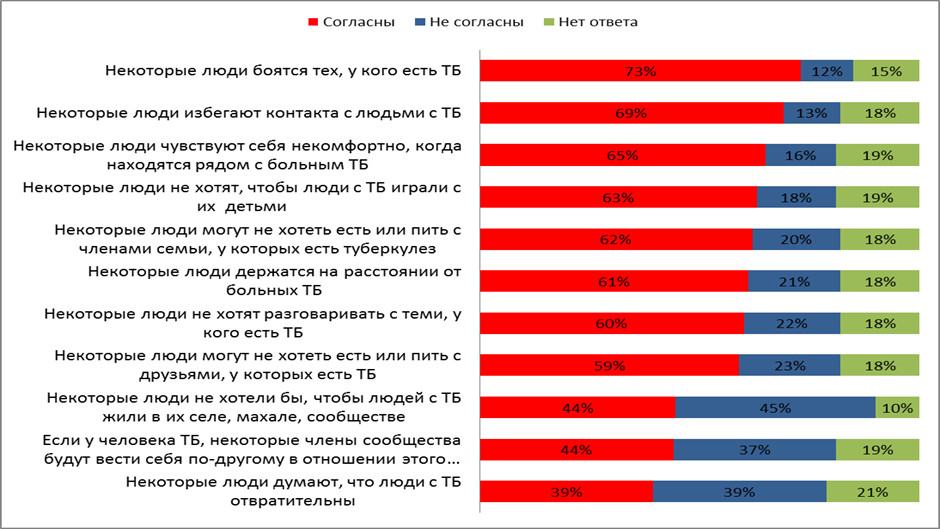 Согласны Не согласны Нет ответа
Некоторые люди боятся тех, у кого есть ТБ 73% 12% 15%
Некоторые люди избегают контакта с людьми с ТБ 69% 13% 18%
Некоторые люди чувствуют себя некомфортно, когда
находятся рядом с больным ТБ 65% 16% 19%
Некоторые люди не хотят, чтобы люди с ТБ играли с
их детьми 63% 18% 19%
Некоторые люди могут не хотеть есть или пить с
членами семьи, у которых есть туберкулез 62% 20% 18%
Некоторые люди держатся на расстоянии от
больных ТБ 61% 21% 18%
Некоторые люди не хотят разговаривать с теми, у
кого есть ТБ 60% 22% 18%
Некоторые люди могут не хотеть есть или пить с
друзьями, у которых есть ТБ 59% 23% 18%
Некоторые люди не хотели бы, чтобы людей с ТБ
жили в их селе, махале, сообществе 44% 45% 10%
Если у человека ТБ, некоторые члены сообщества
будут вести себя по-другому в отношении этого... 44% 37% 19%
Некоторые люди думают, что люди с ТБ
отвратительны 39% 39% 21%